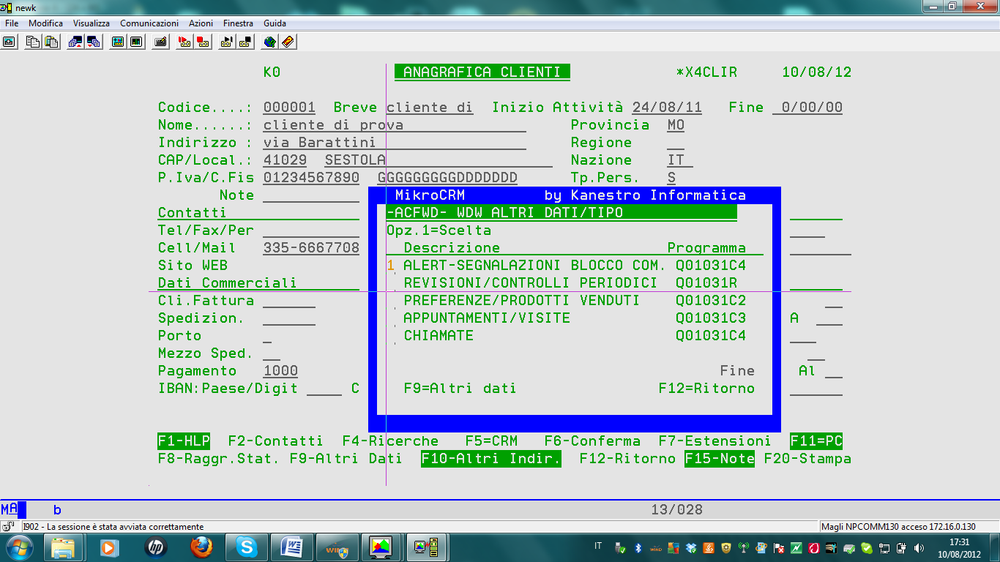 newk
File Modifica Visualizza Comunicazioni Azioni Finestra Guida
K0 ANAGRAFICA CLIENTI *X4CLIR 10/08/12
Codice....: 000001 Breve cliente di Inizio Attività 24/08/11 Fine 0/00/00
Nome......: cliente di prova Provincia MO
Indirizzo : via Barattini Regione
CAP/Local.: 41029 SESTOLA Nazione IT
P.Iva/C.Fis 01234567890 GGGGGGGGGDDDDDDD Tp.Pers. S
Note MikroCRM by Kanestro Informatica
Contatti -ACFWD- WDW ALTRI DATI/TIPO
Tel/Fax/Per Opz.1=Scelta
Cell/Mail 335-6667708 Descrizione Programma
Sito WEB 1 ALERT-SEGNALAZIONI BLOCCO COM. Q01031C4
Dati Commerciali REVISIONI/CONTROLLI PERIODICI Q01031R
Cli.Fattura PREFERENZE/PRODOTTI VENDUTI Q01031C2
Spedizion. APPUNTAMENTI/VISITE Q01031C3 A
Porto CHIAMATE Q01031C4
Mezzo Sped.
Pagamento 1000 Fine Al
IBAN:Paese/Digit C F9=Altri dati F12=Ritorno
F1-HLP F2-Contatti F4-Ricerche F5=CRM F6-Conferma F7-Estensioni F11=PC
F8-Raggr.Stat. F9-Altri Dati F10-Altri Indir. F12-Ritorno F15-Note F20-Stampa
MA b 13/028
I902 - La sessione è stata avviata correttamente Magli NPCOMM130 acceso 172.16.0.130
IT 17:31
10/08/2012